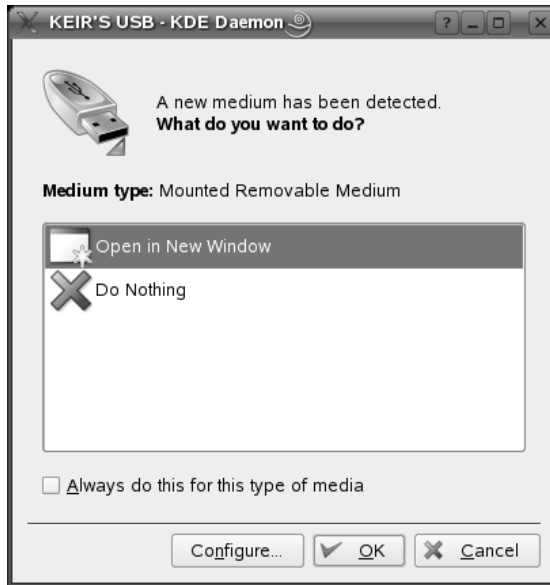 KEIR'S USB - KDE Daemon
A new medium has been detected.
What do you want to do?
Medium type: Mounted Removable Medium
Open in New Window
Do Nothing
Always do this for this type of media
Configure... OK Cancel